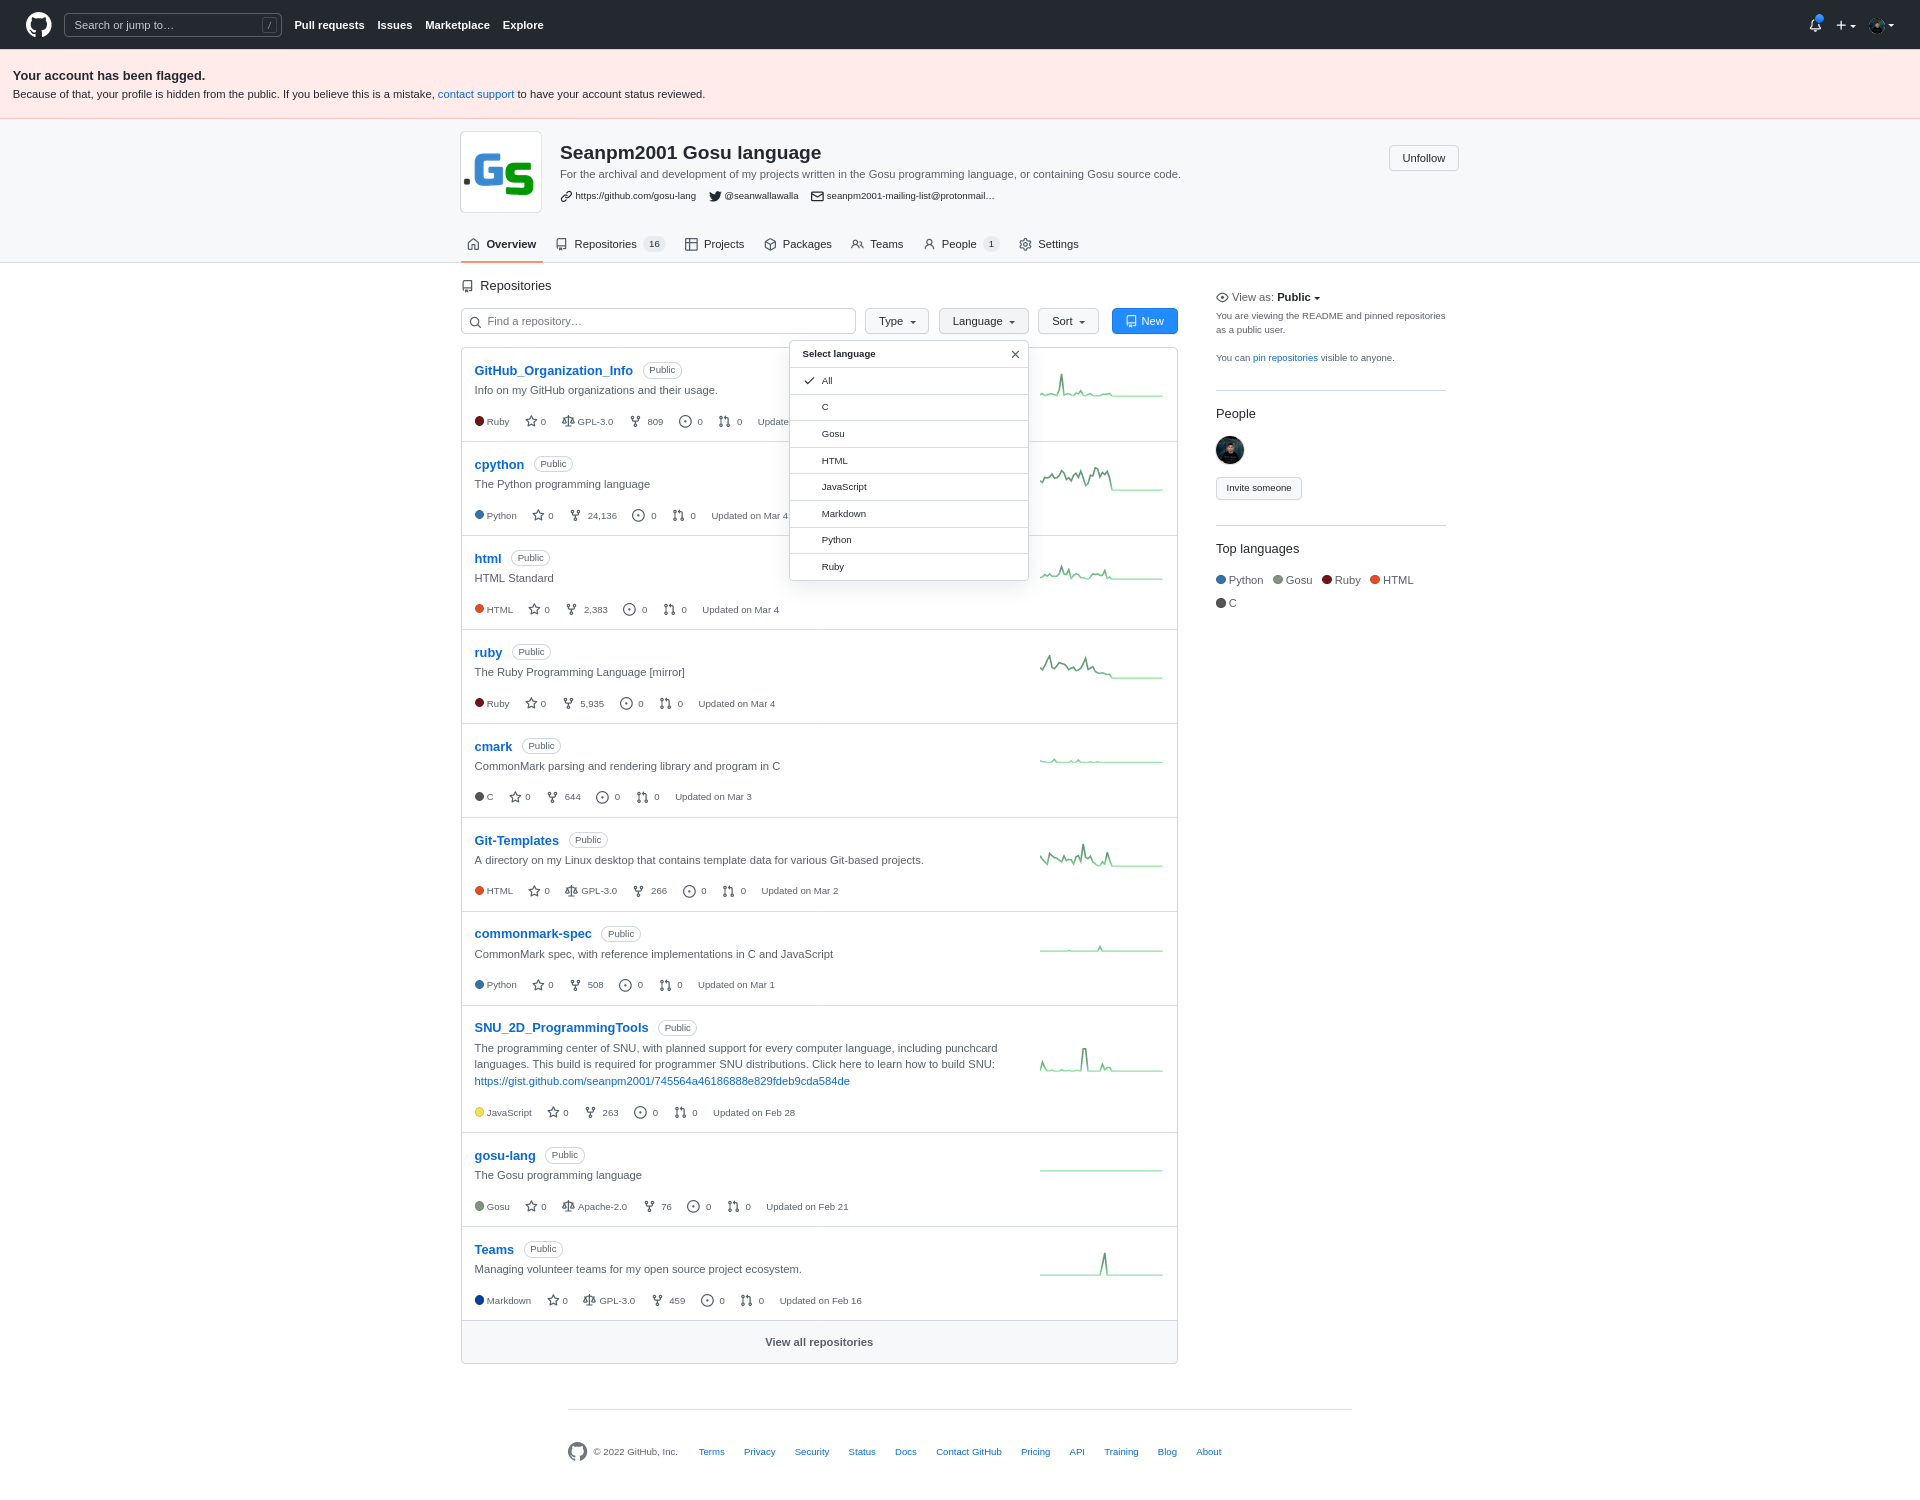 Search or jump to… /
Pull requests Issues Marketplace Explore
Your account has been flagged.
Because of that, your profile is hidden from the public. If you believe this is a mistake, contact support to have your account status reviewed.
.GS
Seanpm2001 Gosu language
Unfollow
For the archival and development of my projects written in the Gosu programming language, or containing Gosu source code.
https://github.com/gosu-lang @seanwallawalla seanpm2001-mailing-list@protonmail…
Overview Repositories 16 Projects Packages Teams People 1 Settings
Repositories
Find a repository… Type Language Sort New
Select language
All
C
Gosu
HTML
JavaScript
Markdown
Python
Ruby
GitHub_Organization_Info Public
Info on my GitHub organizations and their usage.
Ruby 0 GPL-3.0 809 0 0 Update
cpython Public
The Python programming language
Python 0 24,136 0 0 Updated on Mar 4
html Public
HTML Standard
HTML 0 2,383 0 0 Updated on Mar 4
ruby Public
The Ruby Programming Language [mirror]
Ruby 0 5,935 0 0 Updated on Mar 4
cmark Public
CommonMark parsing and rendering library and program in C
C 0 644 0 0 Updated on Mar 3
Git-Templates Public
A directory on my Linux desktop that contains template data for various Git-based projects.
HTML 0 GPL-3.0 266 0 0 Updated on Mar 2
commonmark-spec Public
CommonMark spec, with reference implementations in C and JavaScript
Python 0 508 0 0 Updated on Mar 1
SNU_2D_ProgrammingTools Public
The programming center of SNU, with planned support for every computer language, including punchcard
languages. This build is required for programmer SNU distributions. Click here to learn how to build SNU:
https://gist.github.com/seanpm2001/745564a46186888e829fdeb9cda584de
JavaScript 0 263 0 0 Updated on Feb 28
gosu-lang Public
The Gosu programming language
Gosu 0 Apache-2.0 76 0 0 Updated on Feb 21
Teams Public
Managing volunteer teams for my open source project ecosystem.
Markdown 0 GPL-3.0 459 0 0 Updated on Feb 16
View all repositories
View as: Public
You are viewing the README and pinned repositories
as a public user.
You can pin repositories visible to anyone.
People
Invite someone
Top languages
Python Gosu Ruby HTML
C
© 2022 GitHub, Inc. Terms Privacy Security Status Docs Contact GitHub Pricing API Training Blog About